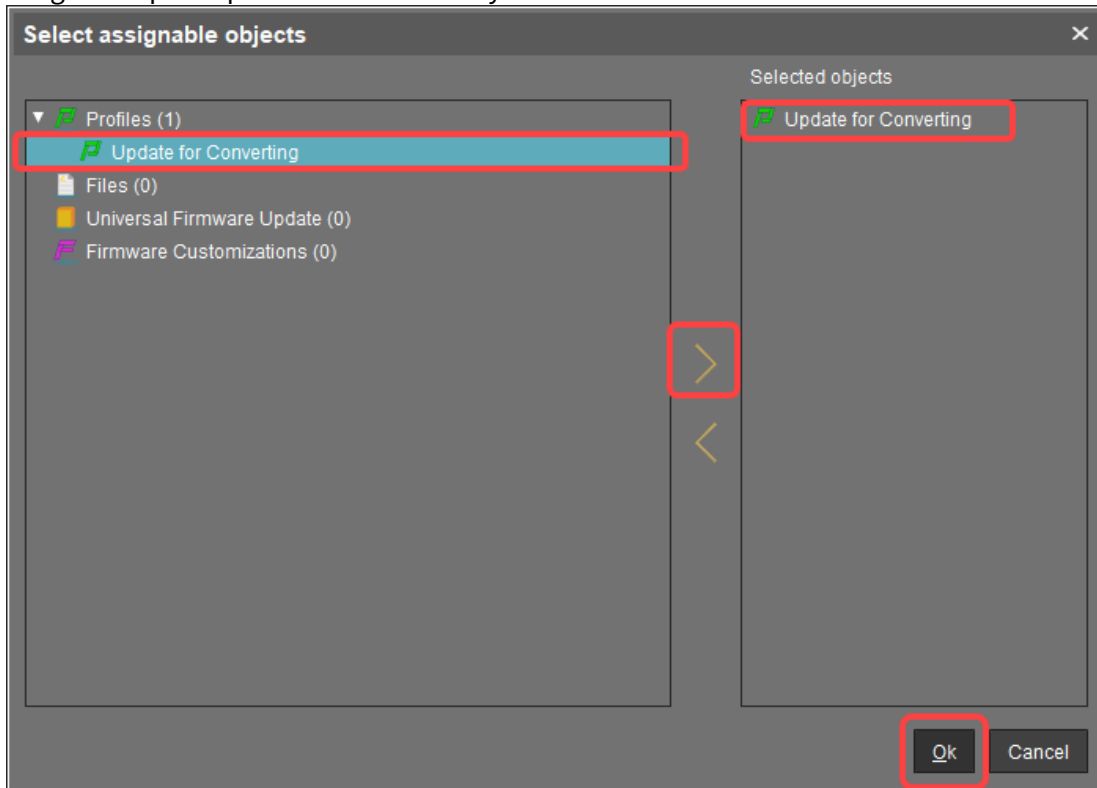 Select assignable objects
Selected objects
Profiles (1)
Update for Converting
Files (0)
Universal Firmware Update (0)
Firmware Customizations (0)
Update for Converting
Ok
Cancel